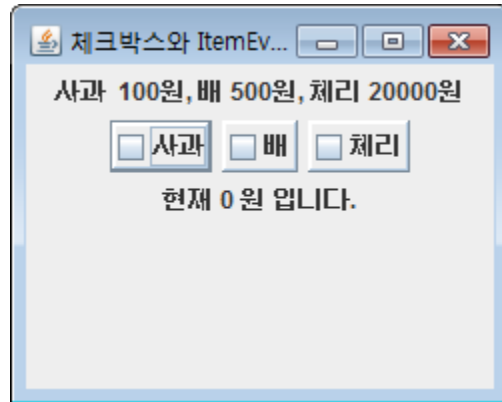 체크박스와 ItemEv...
사과 100원, 배 500원, 체리 20000원
사과 배 체리
현재 0 원 입니다.